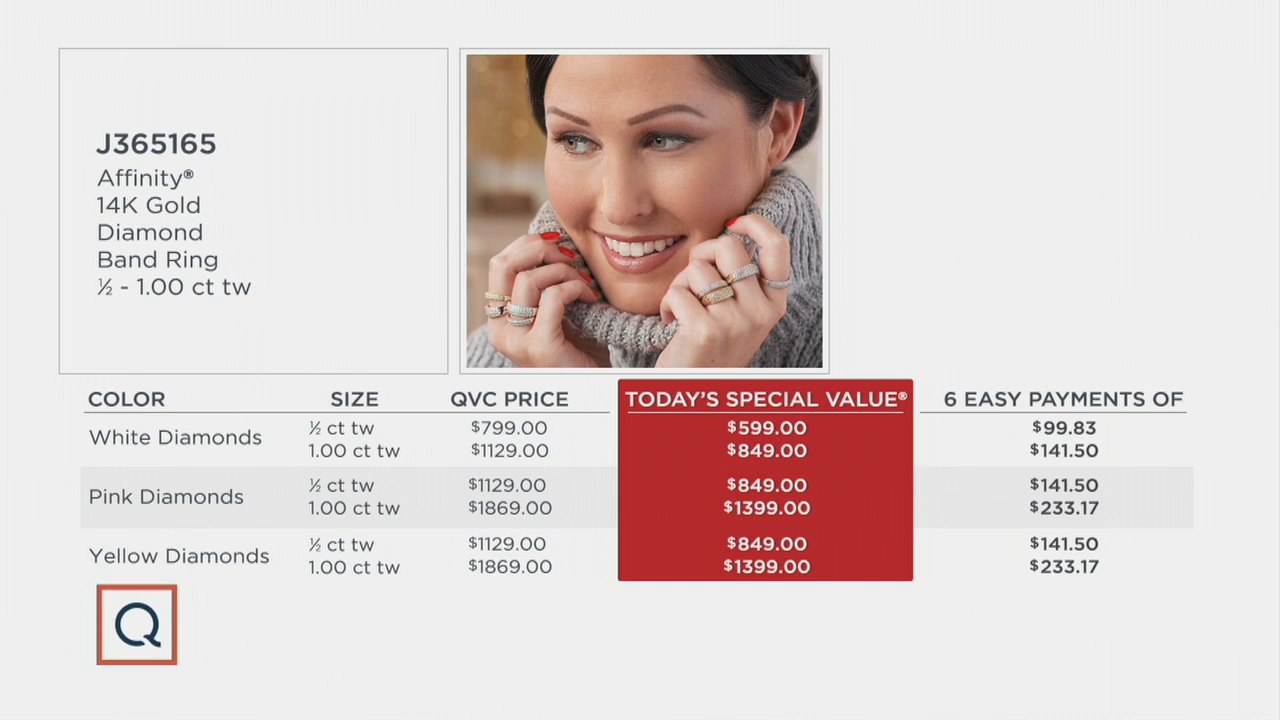 J365165
Affinity®
14K Gold
Diamond
Band Ring
½ - 1.00 ct tw
COLOR SIZE QVC PRICE TODAY'S SPECIAL VALUE® 6 EASY PAYMENTS OF
White Diamonds ½ ct tw $799.00 $599.00 $99.83
1.00 ct tw $1129.00 $849.00 $141.50
Pink Diamonds ½ ct tw $1129.00 $849.00 $141.50
1.00 ct tw $1869.00 $1399.00 $233.17
Yellow Diamonds ½ ct tw $1129.00 $849.00 $141.50
1.00 ct tw $1869.00 $1399.00 $233.17
Q